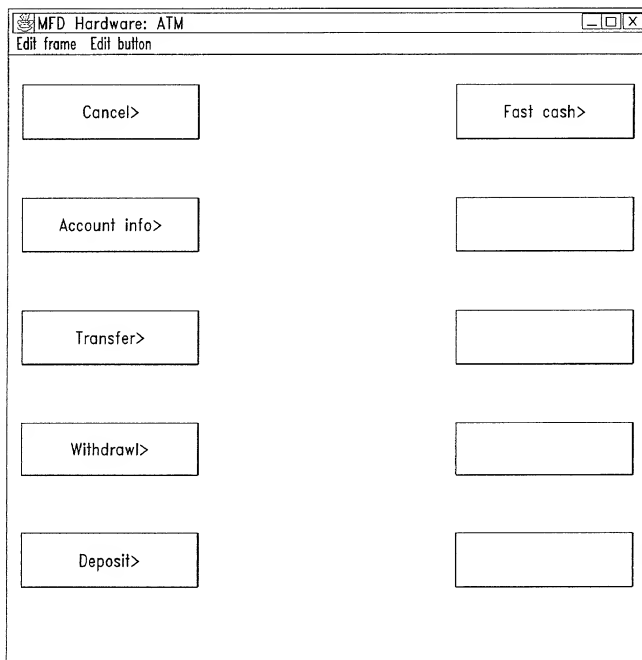 MFD Hardware: ATM
Edit frame Edit button
Cancel> Fast cash>
Account info>
Transfer>
Withdrawl>
Deposit>